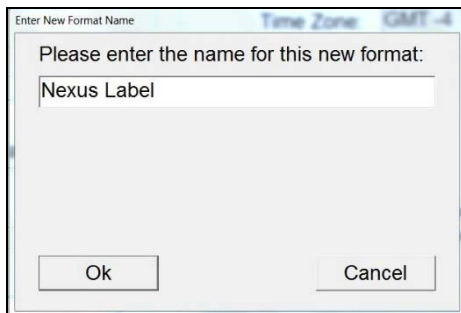 Enter New Format Name
Time Zone: GMT -4
Please enter the name for this new format:
Nexus Label
Ok
Cancel